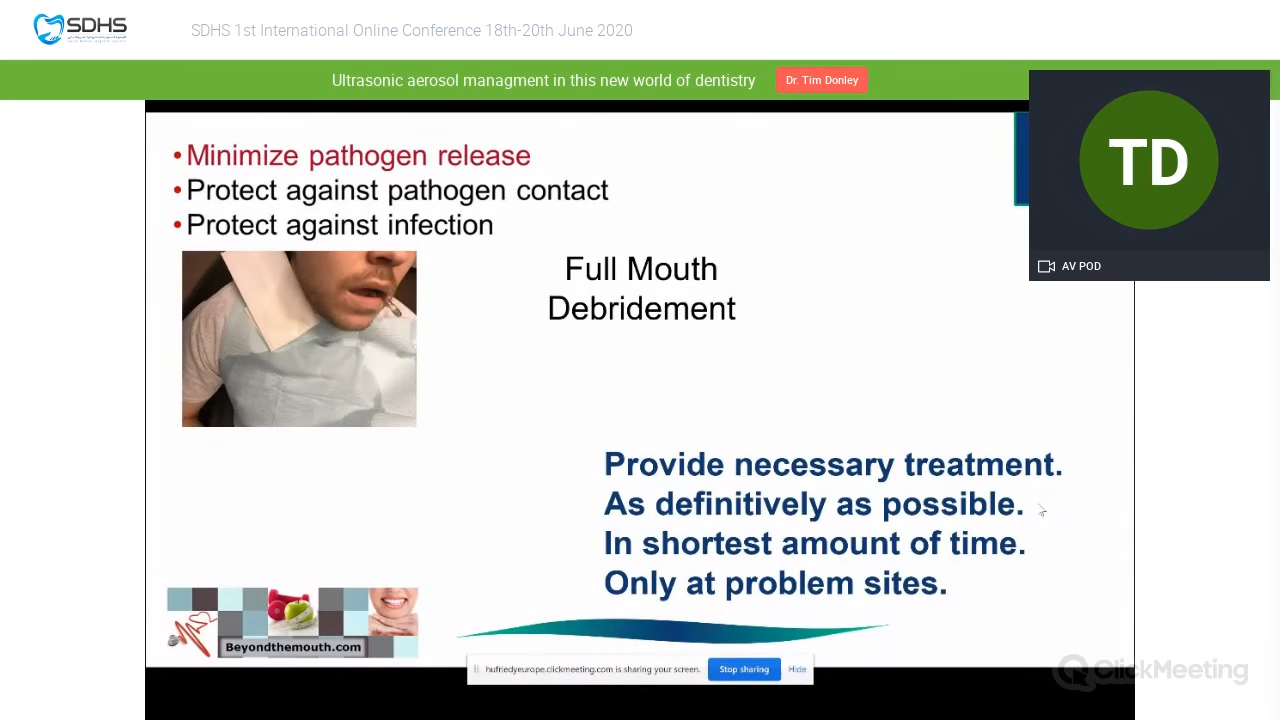 SDHS
SDHS 1st International Online Conference 18th-20th June 2020
Ultrasonic aerosol managment in this new world of dentistry
Dr. Tim Donley
TD
AV POD
•Minimize pathogen release
•Protect against pathogen contact
•Protect against infection
Full Mouth
Debridement
Provide necessary treatment.
As definitively as possible.
In shortest amount of time.
Only at problem sites.
Beyondthemouth.com
hufriedyeurope.clickmeeting.com is sharing your screen.
Stop sharing
Hide
ClickMeeting